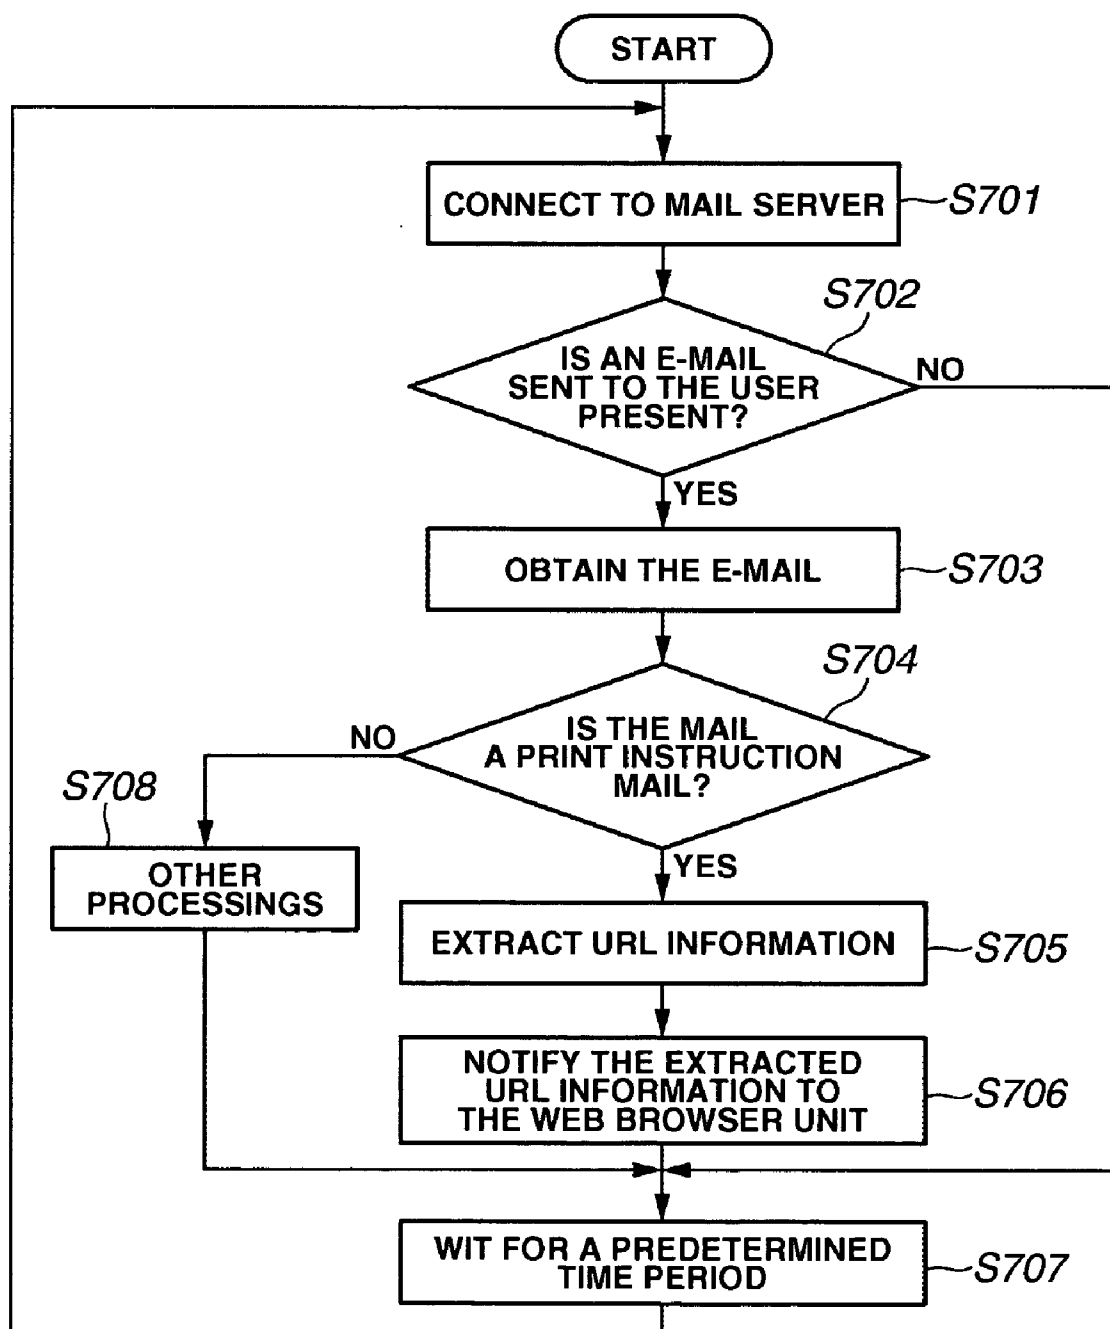 START
CONNECT TO MAIL SERVER
S701
S702
IS AN E-MAIL
SENT TO THE USER
PRESENT?
NO
YES
OBTAIN THE E-MAIL
S703
S704
IS THE MAIL
A PRINT INSTRUCTION
MAIL?
NO
S708
YES
OTHER
PROCESSINGS
EXTRACT URL INFORMATION
S705
NOTIFY THE EXTRACTED
URL INFORMATION TO
THE WEB BROWSER UNIT
S706
WIT FOR A PREDETERMINED
TIME PERIOD
S707